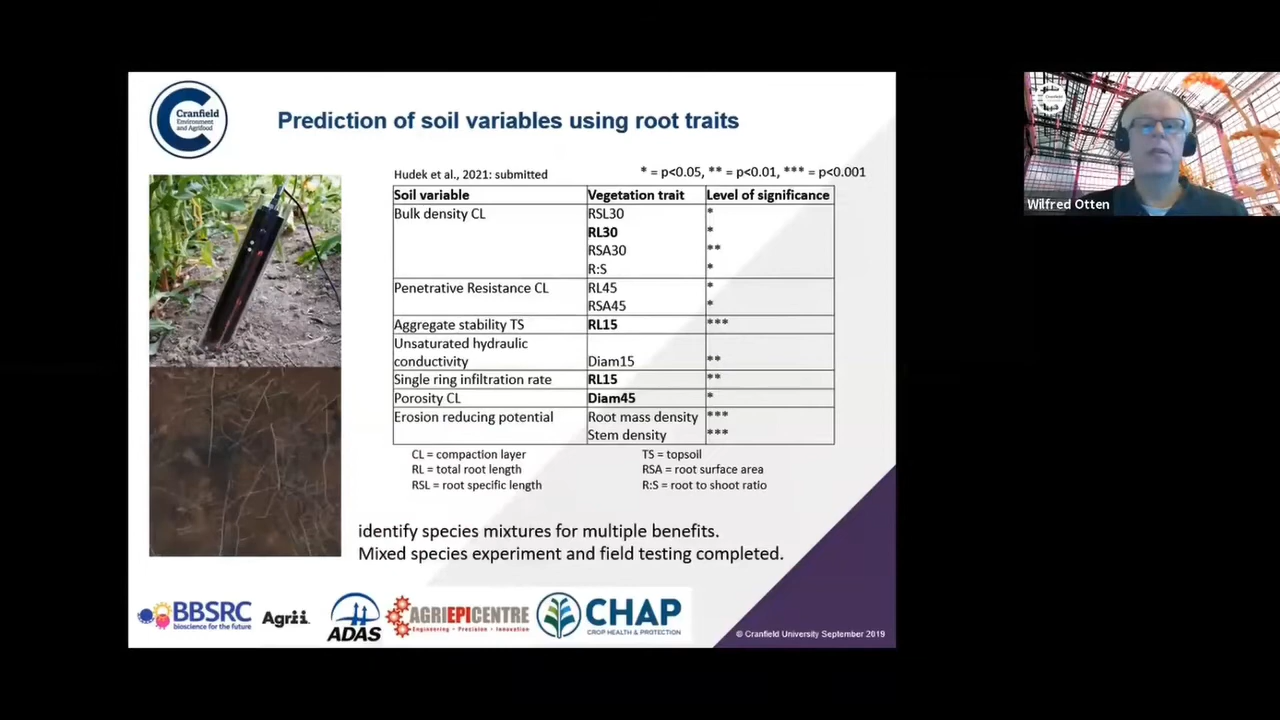 Cranfield
Environment
and Agrifood
Prediction of soil variables using root traits
Hudek et al., 2021: submitted
* = p<0.05, ** = p<0.01, *** = p<0.001
Soil variable Vegetation trait Level of significance
Bulk density CL RSL30 *
RL30 *
RSA30 **
R:S *
Penetrative Resistance CL RL45 *
RSA45 *
Aggregate stability TS RL15 ***
Unsaturated hydraulic
conductivity Diam15 **
Single ring infiltration rate RL15 **
Porosity CL Diam45 *
Erosion reducing potential Root mass density ***
Stem density ***
CL = compaction layer TS = topsoil
RL = total root length RSA = root surface area
RSL = root specific length R:S = root to shoot ratio
identify species mixtures for multiple benefits.
Mixed species experiment and field testing completed.
BBSRC
bioscience for the future
Agrii
ADAS
AGRIEPICENTRE
Engineering - Precision - Innovation
CHAP
CROP HEALTH & PROTECTION
© Cranfield University September 2019
Cranfield
Wilfred Otten